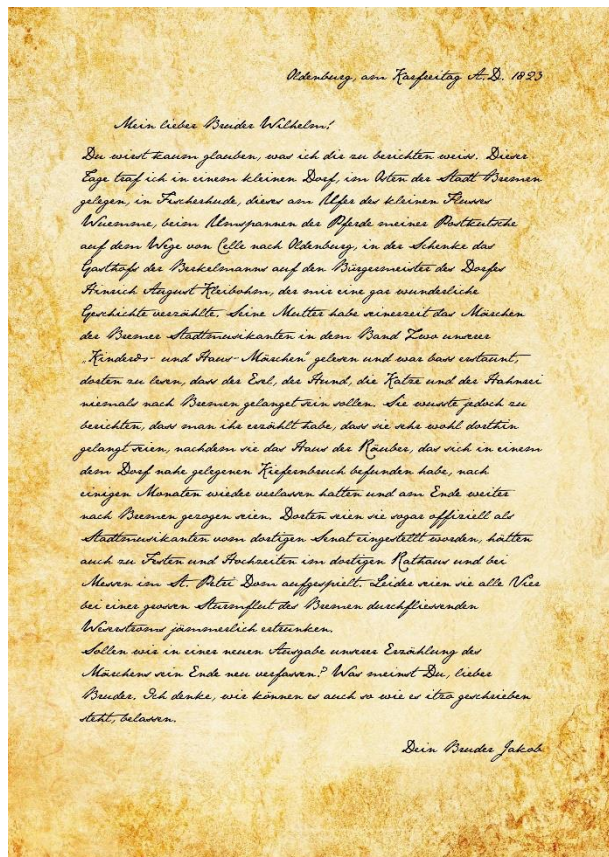 Oldenburg, am Karfreitag A.D. 1823
Mein lieber Bruder Wilhelm!
Du wirst kaum glauben, was ich dir zu berichten weiss. Dieser
Tage traf ich in einem kleinen Dorf, im Osten der Stadt Bremen
gelegen, in Fischerhude, dieses am Ufer des kleinen Flusses
Wuemme, beim Umspannen der Pferde meiner Postkutsche
auf dem Wege von Celle nach Oldenburg, in der Schenke das
Gasthofs der Berkelmanns auf den Bürgermeister des Dorfes
Hinrich August Kleibohm, der mir eine gar wunderliche
Geschichte verzählte. Seine Mutter habe seinerzeit das Märchen
der Bremer Stadtmusikanten in dem Band Zwo unserer
„Kinder- und Haus-Märchen" gelesen und war bass erstaunt,
dorten zu lesen, dass der Esel, der Hund, die Katze und der Hahn
niemals nach Bremen gelanget sein sollen. Sie wusste jedoch zu
berichten, dass man ihr erzählt habe, dass sie sehr wohl dorthin
gelangt seien, nachdem sie das Haus der Räuber, das sich in einem
dem Dorf nahe gelegenen Kiefernbruch befunden habe, nach
einigen Monaten wieder verlassen hatten und am Ende weiter
nach Bremen gezogen seien. Dorten seien sie sogar offiziell als
Stadtmusikanten vom dortigen Senat eingestellt worden, hätten
auch zu Festen und Hochzeiten im dortigen Rathaus und bei
Messen im St. Petri Dom aufgespielt. Leider seien sie alle Vier
bei einer grossen Sturmflut des Bremen durchfliessenden
Weserstroms jämmerlich ertrunken.
Sollen wir in einer neuen Ausgabe unserer Erzählung des
Märchens sein Ende neu verfassen? Was meinst Du, lieber
Bruder. Ich denke, wir können es auch so wie es itzo geschrieben
steht, belassen.
Dein Bruder Jakob